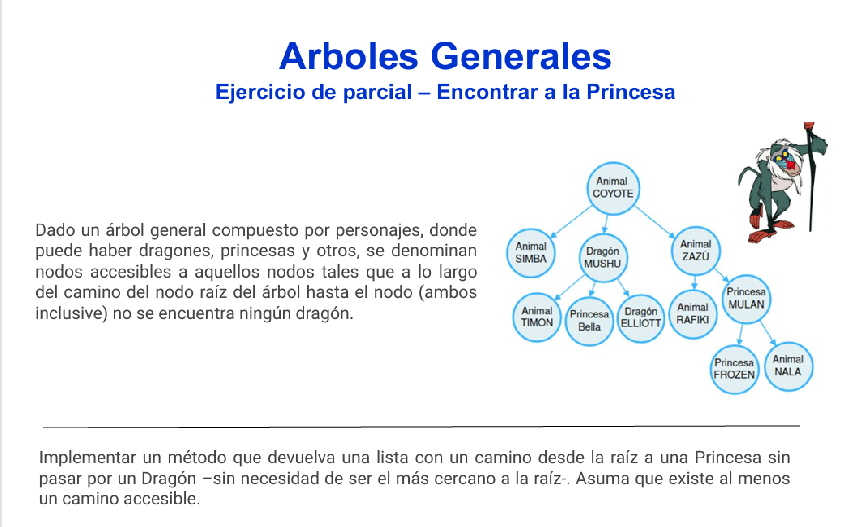 Arboles Generales
Ejercicio de parcial – Encontrar a la Princesa
Dado un árbol general compuesto por personajes, donde
puede haber dragones, princesas y otros, se denominan
nodos accesibles a aquellos nodos tales que a lo largo
del camino del nodo raíz del árbol hasta el nodo (ambos
inclusive) no se encuentra ningún dragón.
Animal
COYOTE
Animal
SIMBA
Dragón
MUSHU
Animal
ZAZÚ
Animal
TIMON
Princesa
Bella
Dragón
ELLIOTT
Animal
RAFIKI
Princesa
MULAN
Princesa
FROZEN
Animal
NALA
Implementar un método que devuelva una lista con un camino desde la raíz a una Princesa sin
pasar por un Dragón –sin necesidad de ser el más cercano a la raíz-. Asuma que existe al menos
un camino accesible.